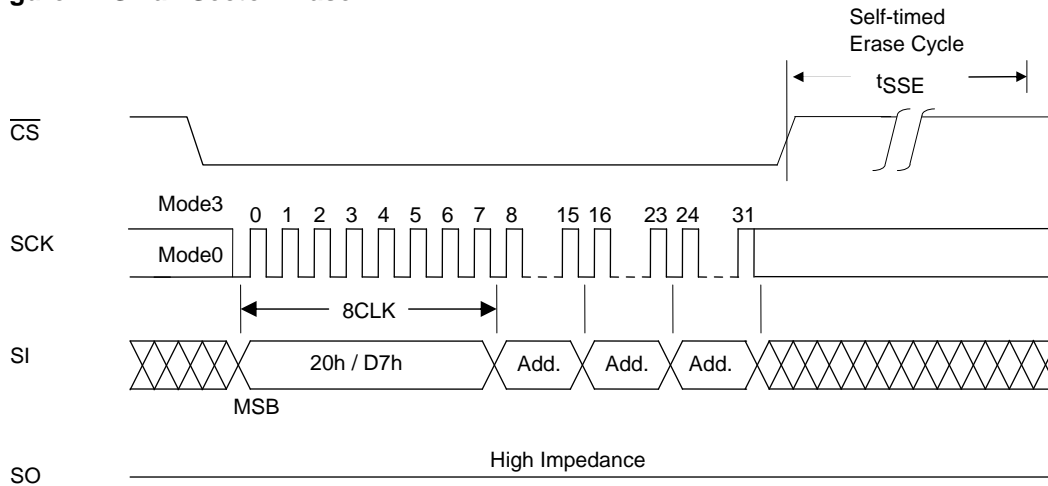 Self-timed
Erase Cycle
tSSE
CS
Mode3
0 1 2 3 4 5 6 7 8 15 16 23 24 31
SCK
Mode0
8CLK
SI
20h / D7h Add. Add. Add.
MSB
High Impedance
SO